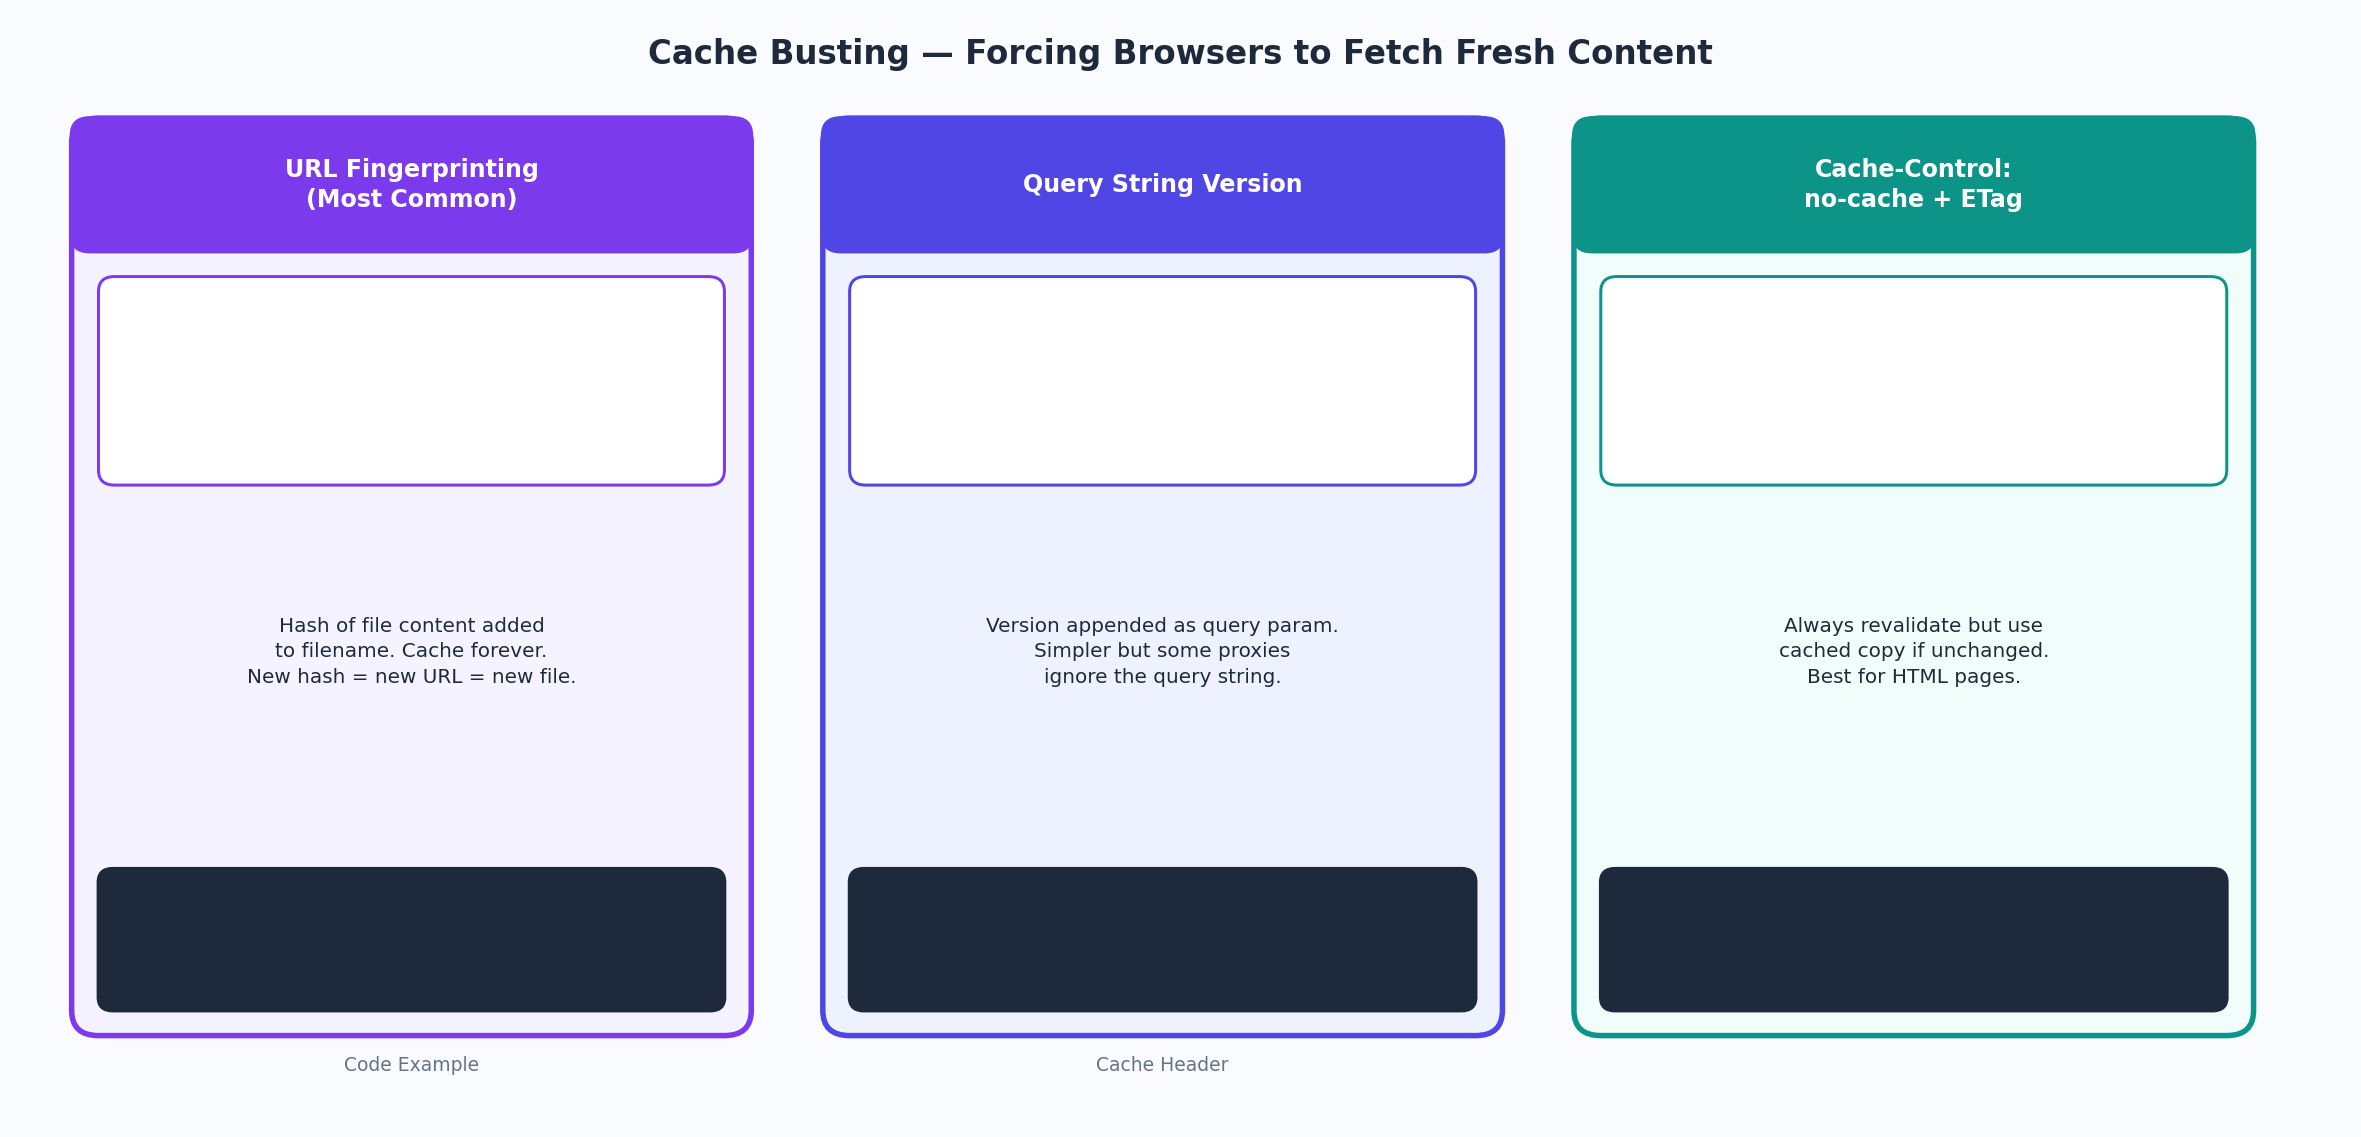 Cache Busting — Forcing Browsers to Fetch Fresh Content
URL Fingerprinting
(Most Common)
Hash of file content added
to filename. Cache forever.
New hash = new URL = new file.
Code Example
Query String Version
Version appended as query param.
Simpler but some proxies
ignore the query string.
Cache Header
Cache-Control:
no-cache + ETag
Always revalidate but use
cached copy if unchanged.
Best for HTML pages.